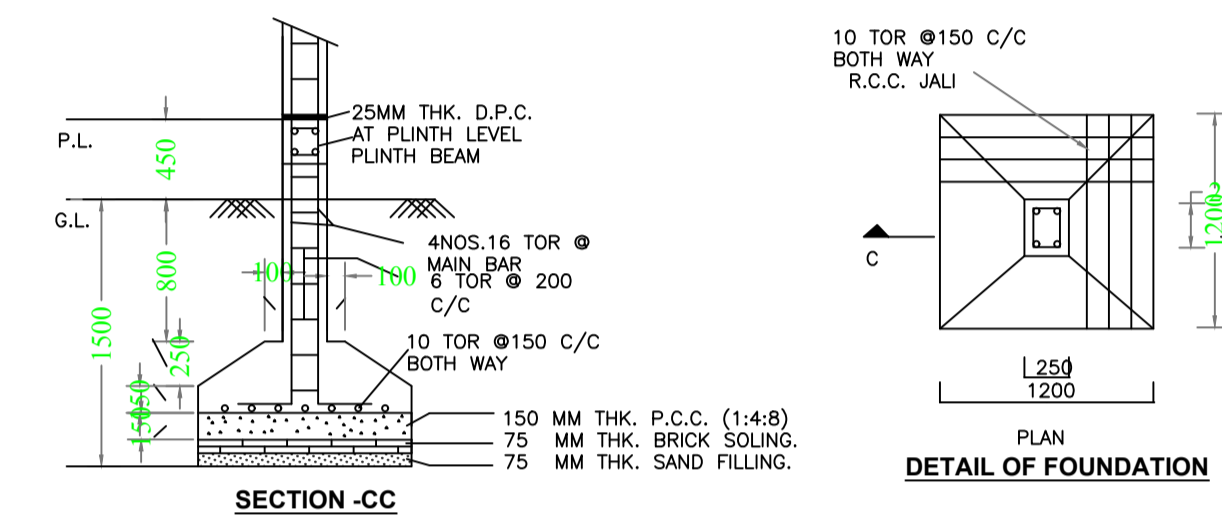 25MM THK. D.P.C.
AT PLINTH LEVEL
PLINTH BEAM
P.L.
450
G.L.
4NOS.16 TOR @
MAIN BAR
6 TOR @ 200
C/C
800
100
100
1500
250
10 TOR @150 C/C
BOTH WAY
150
150 MM THK. P.C.C. (1:4:8)
75 MM THK. BRICK SOLING.
75 MM THK. SAND FILLING.
SECTION -CC
10 TOR @150 C/C
BOTH WAY
R.C.C. JALI
C
1200
250
1200
PLAN
DETAIL OF FOUNDATION